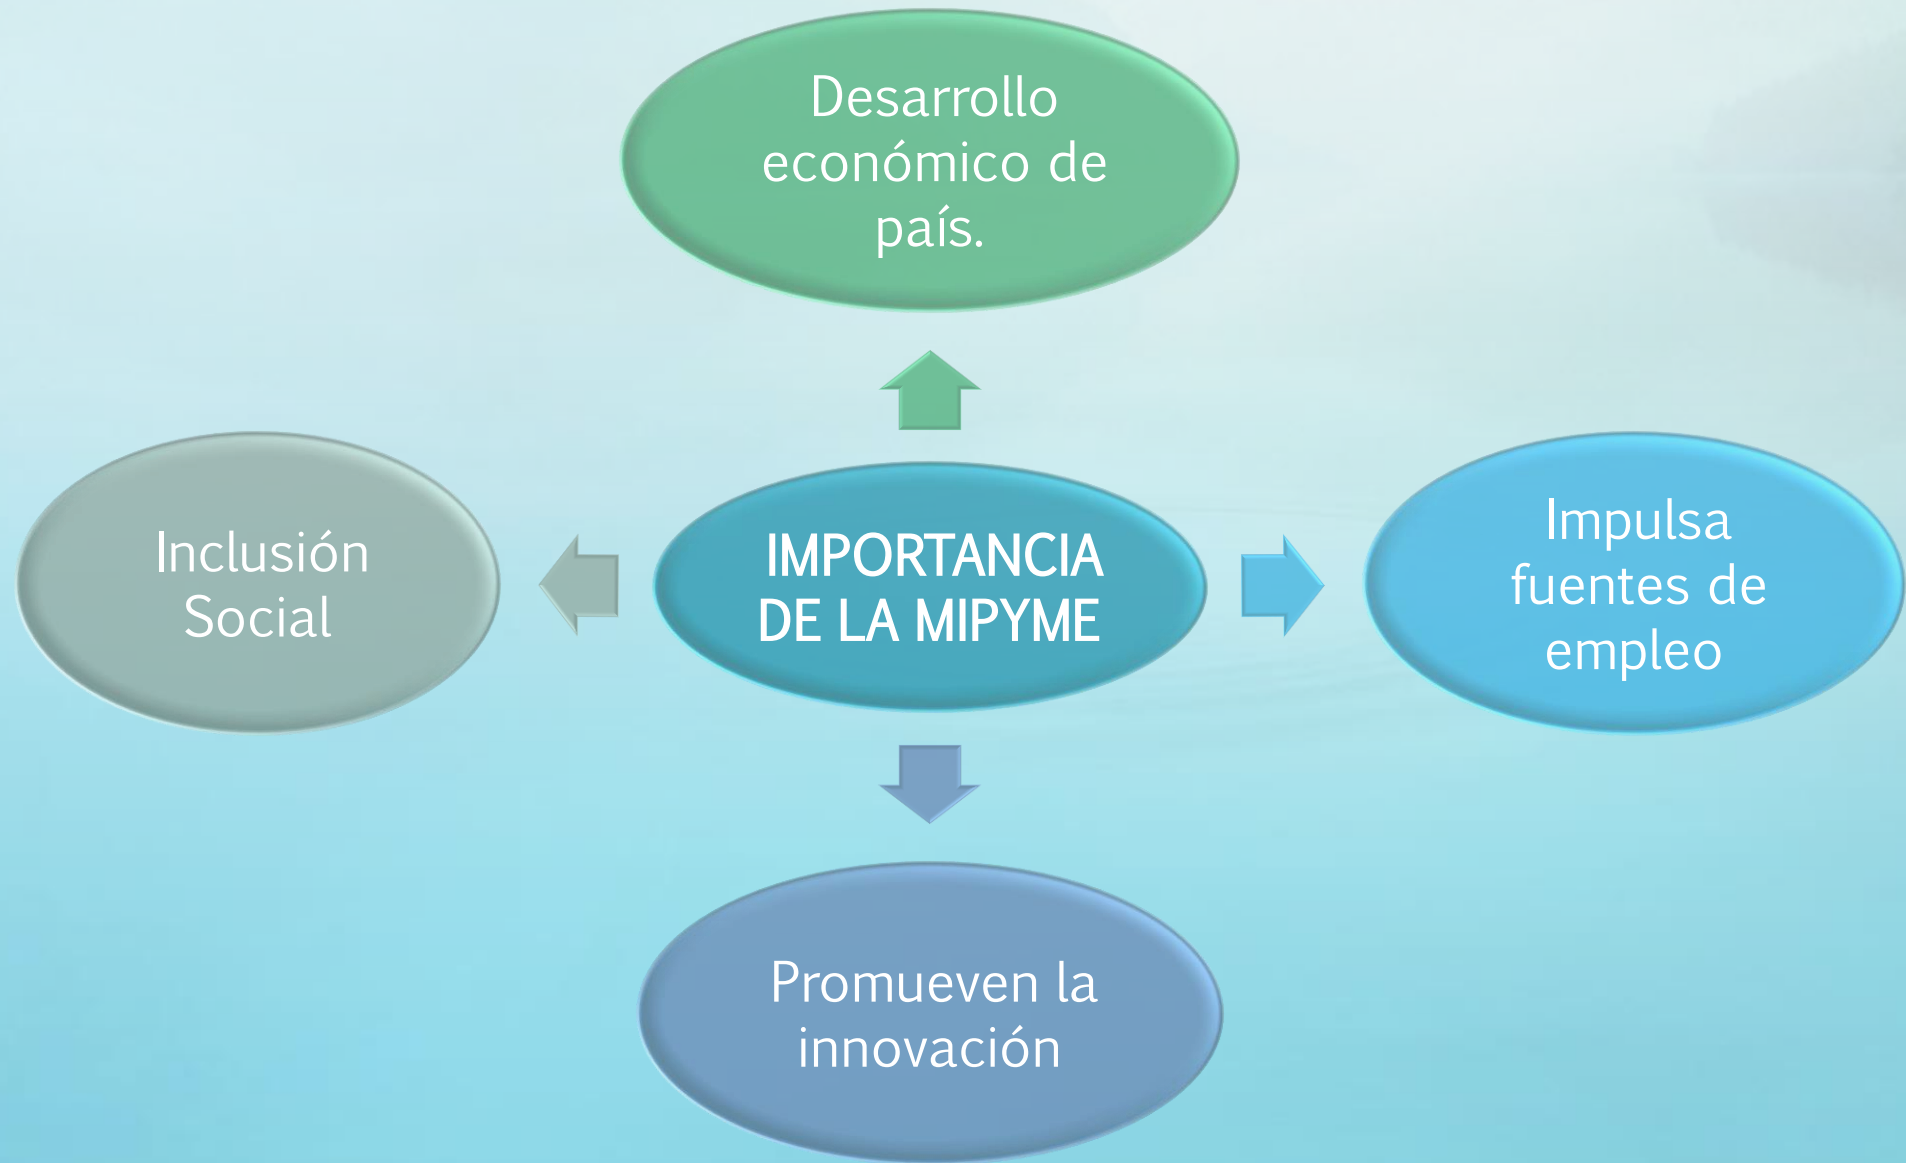 Desarrollo
económico de
país.
Inclusión
Social
IMPORTANCIA
DE LA MIPYME
Impulsa
fuentes de
empleo
Promueven la
innovación